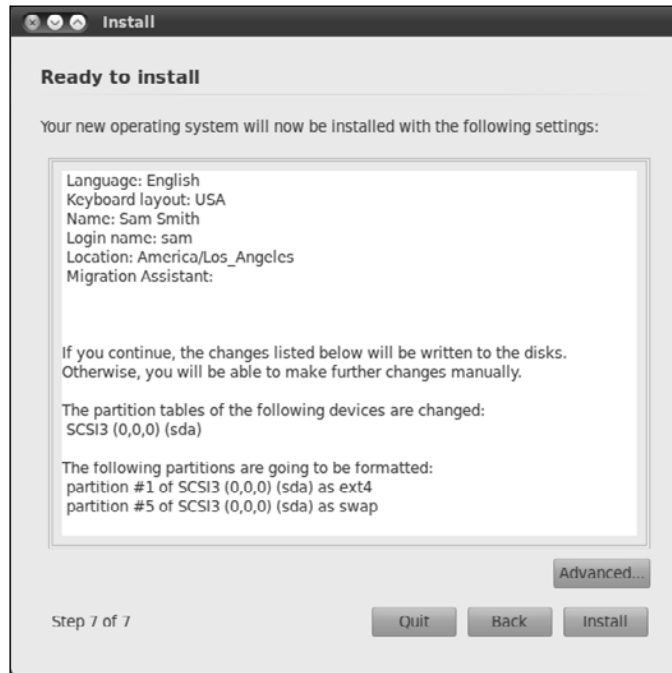 Install
Ready to install
Your new operating system will now be installed with the following settings:
Language: English
Keyboard layout: USA
Name: Sam Smith
Login name: sam
Location: America/Los_Angeles
Migration Assistant:
If you continue, the changes listed below will be written to the disks.
Otherwise, you will be able to make further changes manually.
The partition tables of the following devices are changed:
SCSI3 (0,0,0) (sda)
The following partitions are going to be formatted:
partition #1 of SCSI3 (0,0,0) (sda) as ext4
partition #5 of SCSI3 (0,0,0) (sda) as swap
Advanced...
Step 7 of 7
Quit
Back
Install